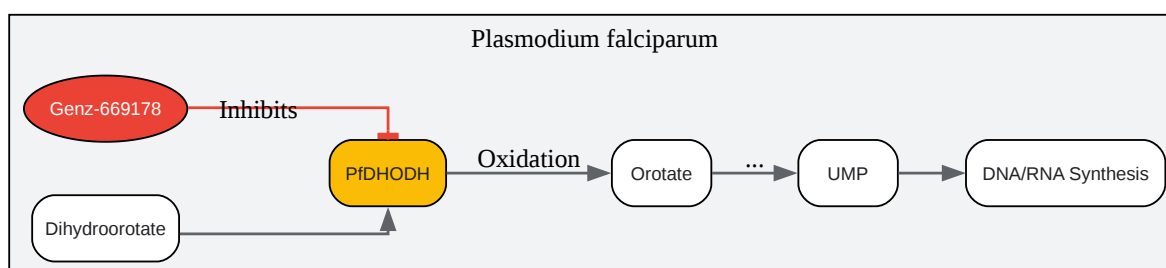 Plasmodium falciparum
Genz-669178
Inhibits
PfDHODH
Oxidation
Orotate
...
UMP
DNA/RNA Synthesis
Dihydroorotate